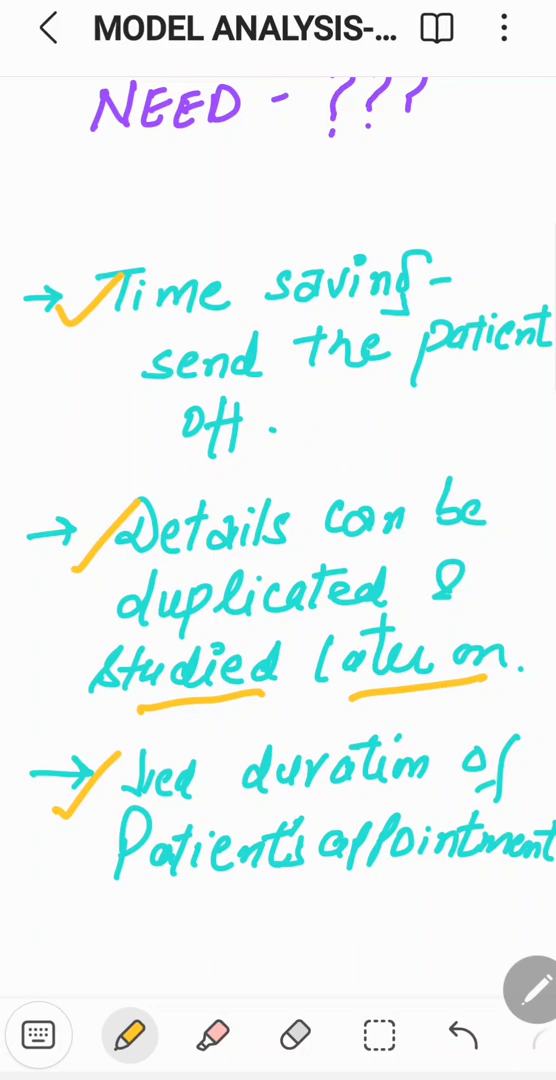 MODEL ANALYSIS-...
NEED - ???
→ Time saving-
send the patient
off.
→ Details can be
duplicated &
studied later on.
→ ↓sed duration of
Patient's appointment